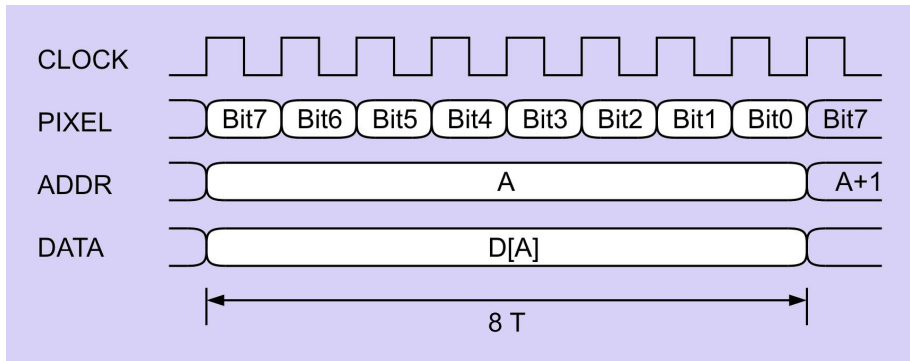 CLOCK
PIXEL Bit7 Bit6 Bit5 Bit4 Bit3 Bit2 Bit1 Bit0 Bit7
ADDR A A+1
DATA D[A]
8 T